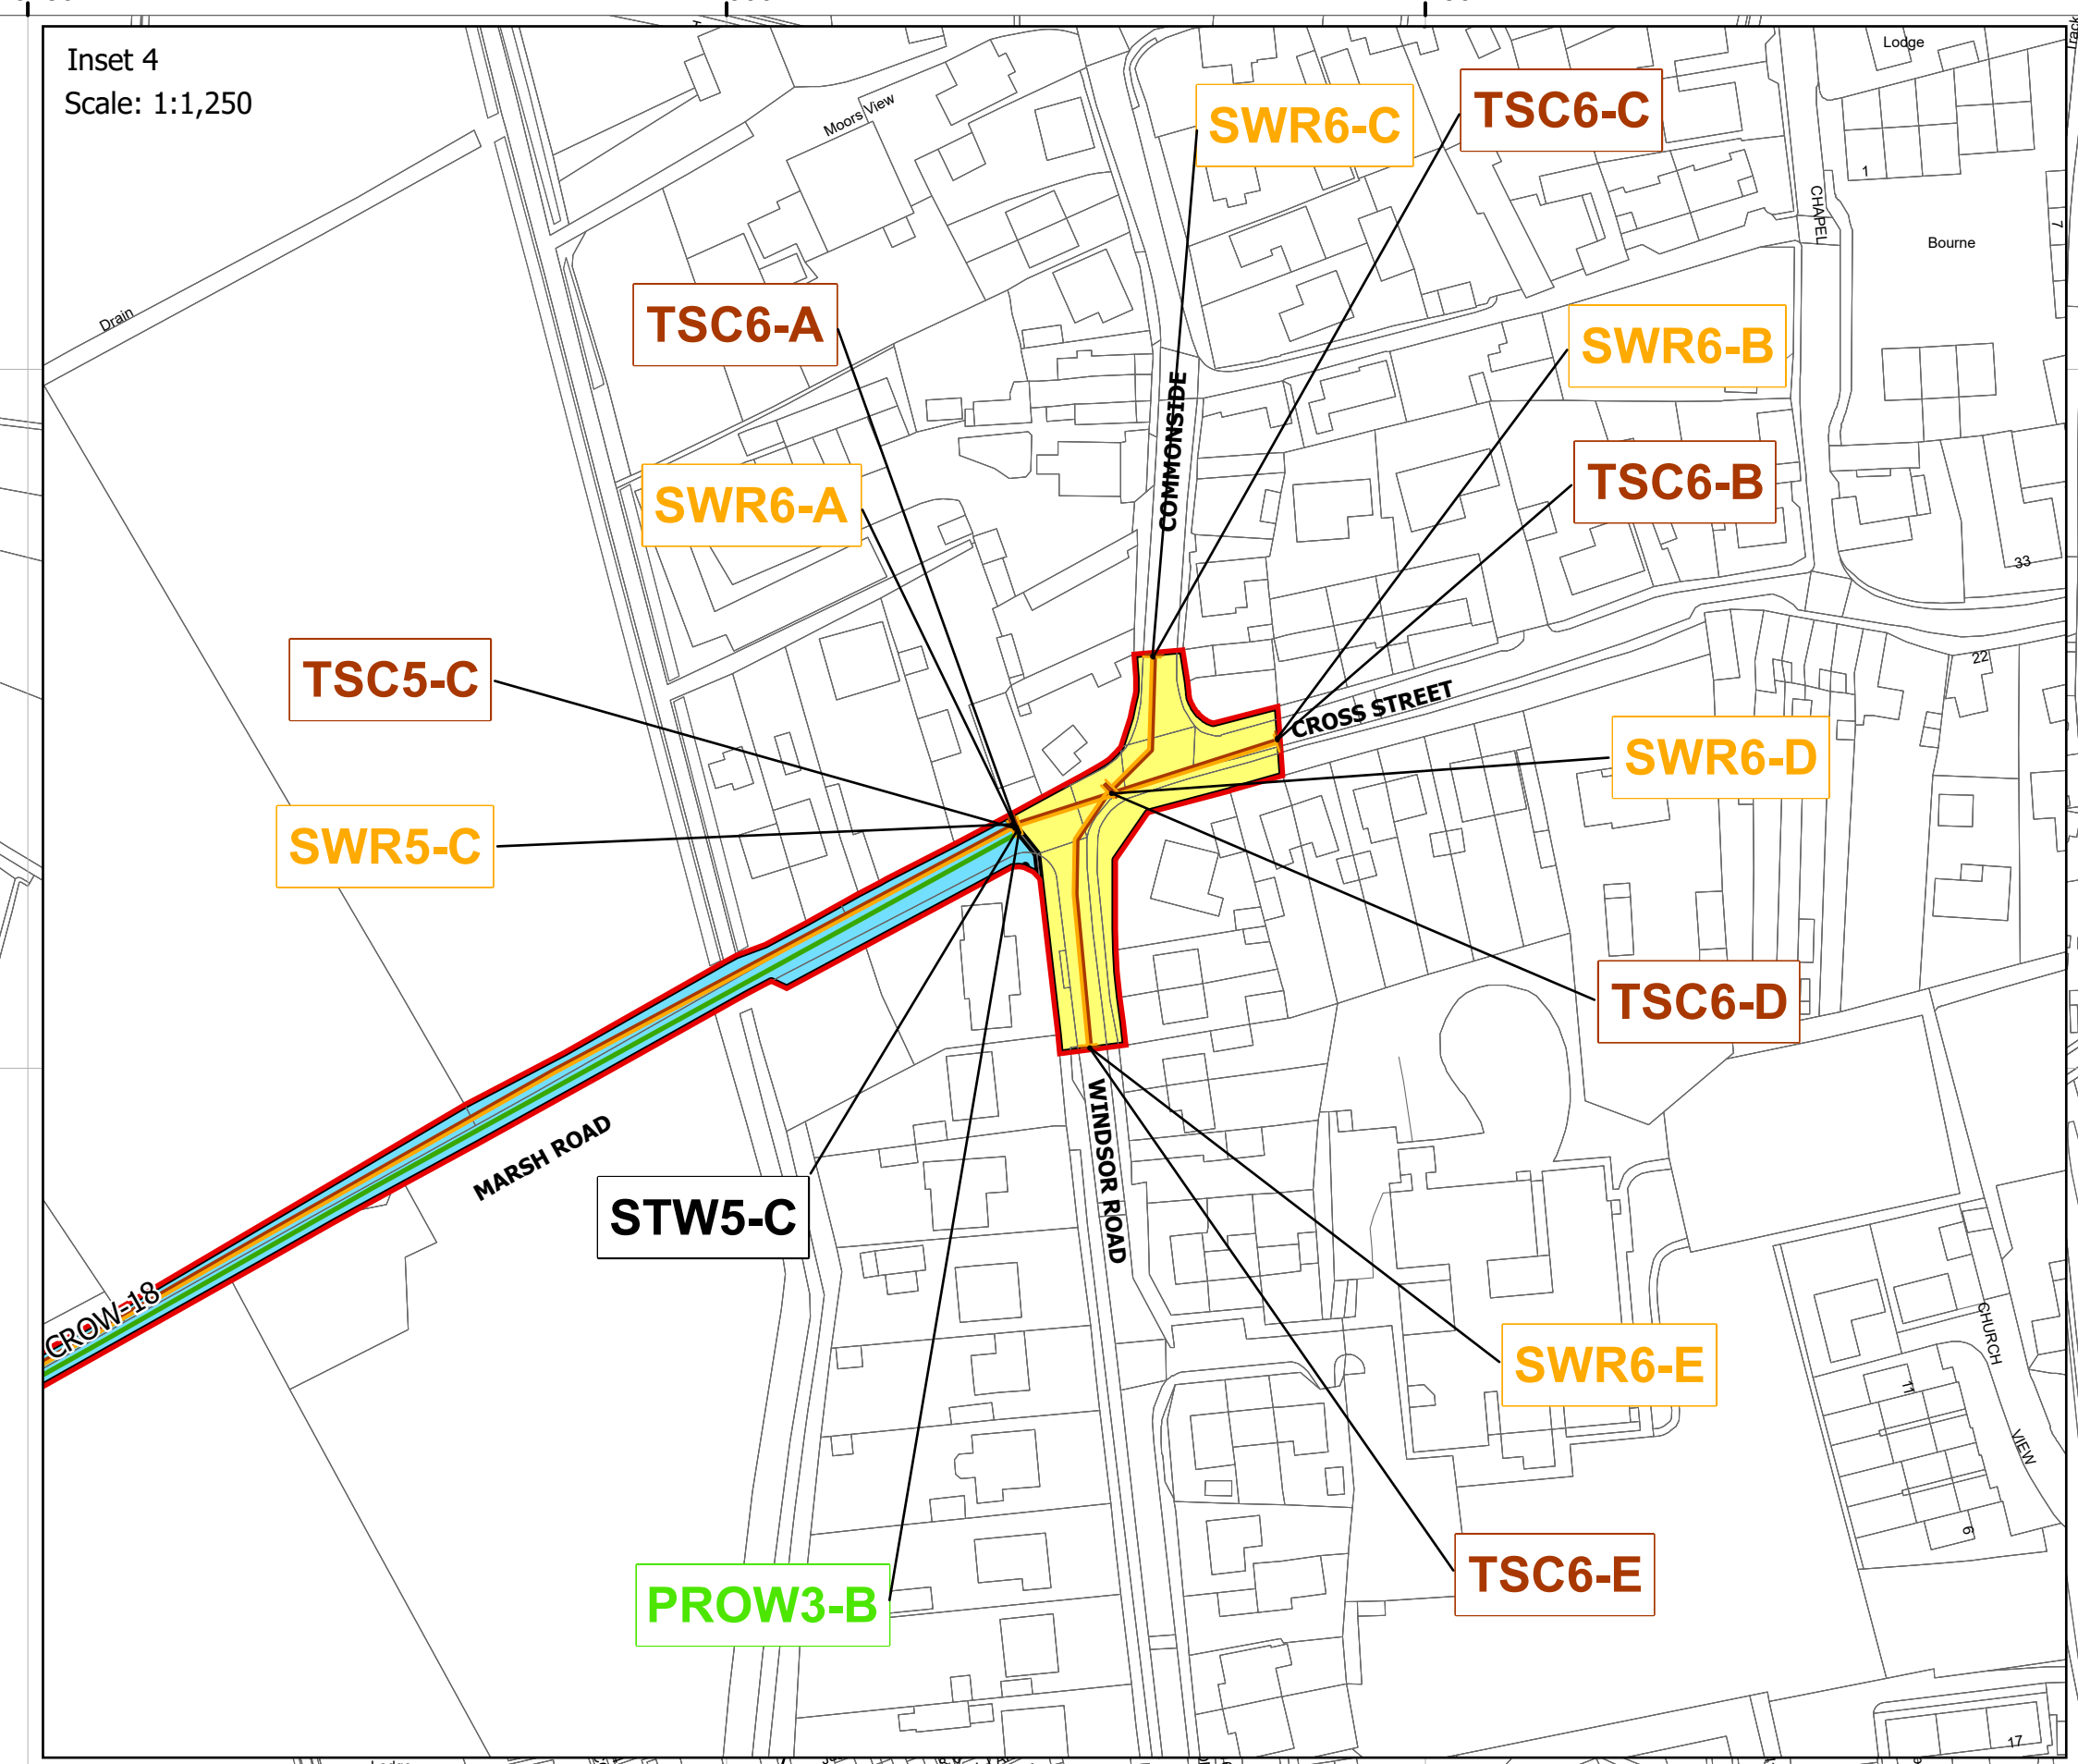 Inset 4
Scale: 1:1,250
Lodge
Moors View
SWR6-C
TSC6-C
1
CHAPEL
7
Bourne
Drain
TSC6-A
SWR6-B
COMMONSIDE
TSC6-B
SWR6-A
33
TSC5-C
22
CROSS STREET
SWR6-D
SWR5-C
TSC6-D
MARSH ROAD
WINDSOR ROAD
STW5-C
CROW-18
SWR6-E
CHURCH
11
VIEW
6
TSC6-E
PROW3-B
17